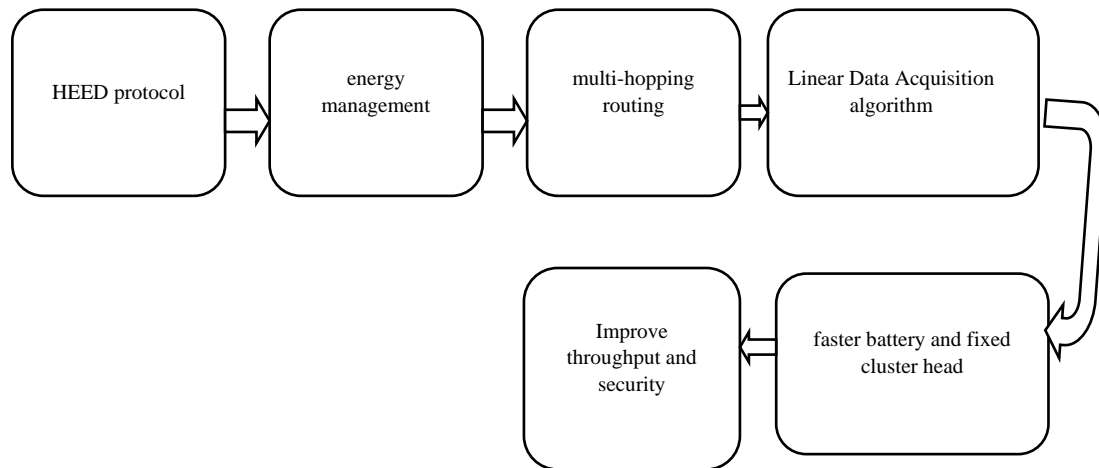 HEED protocol
energy
management
multi-hopping
routing
Linear Data Acquisition
algorithm
faster battery and fixed
cluster head
Improve
throughput and
security